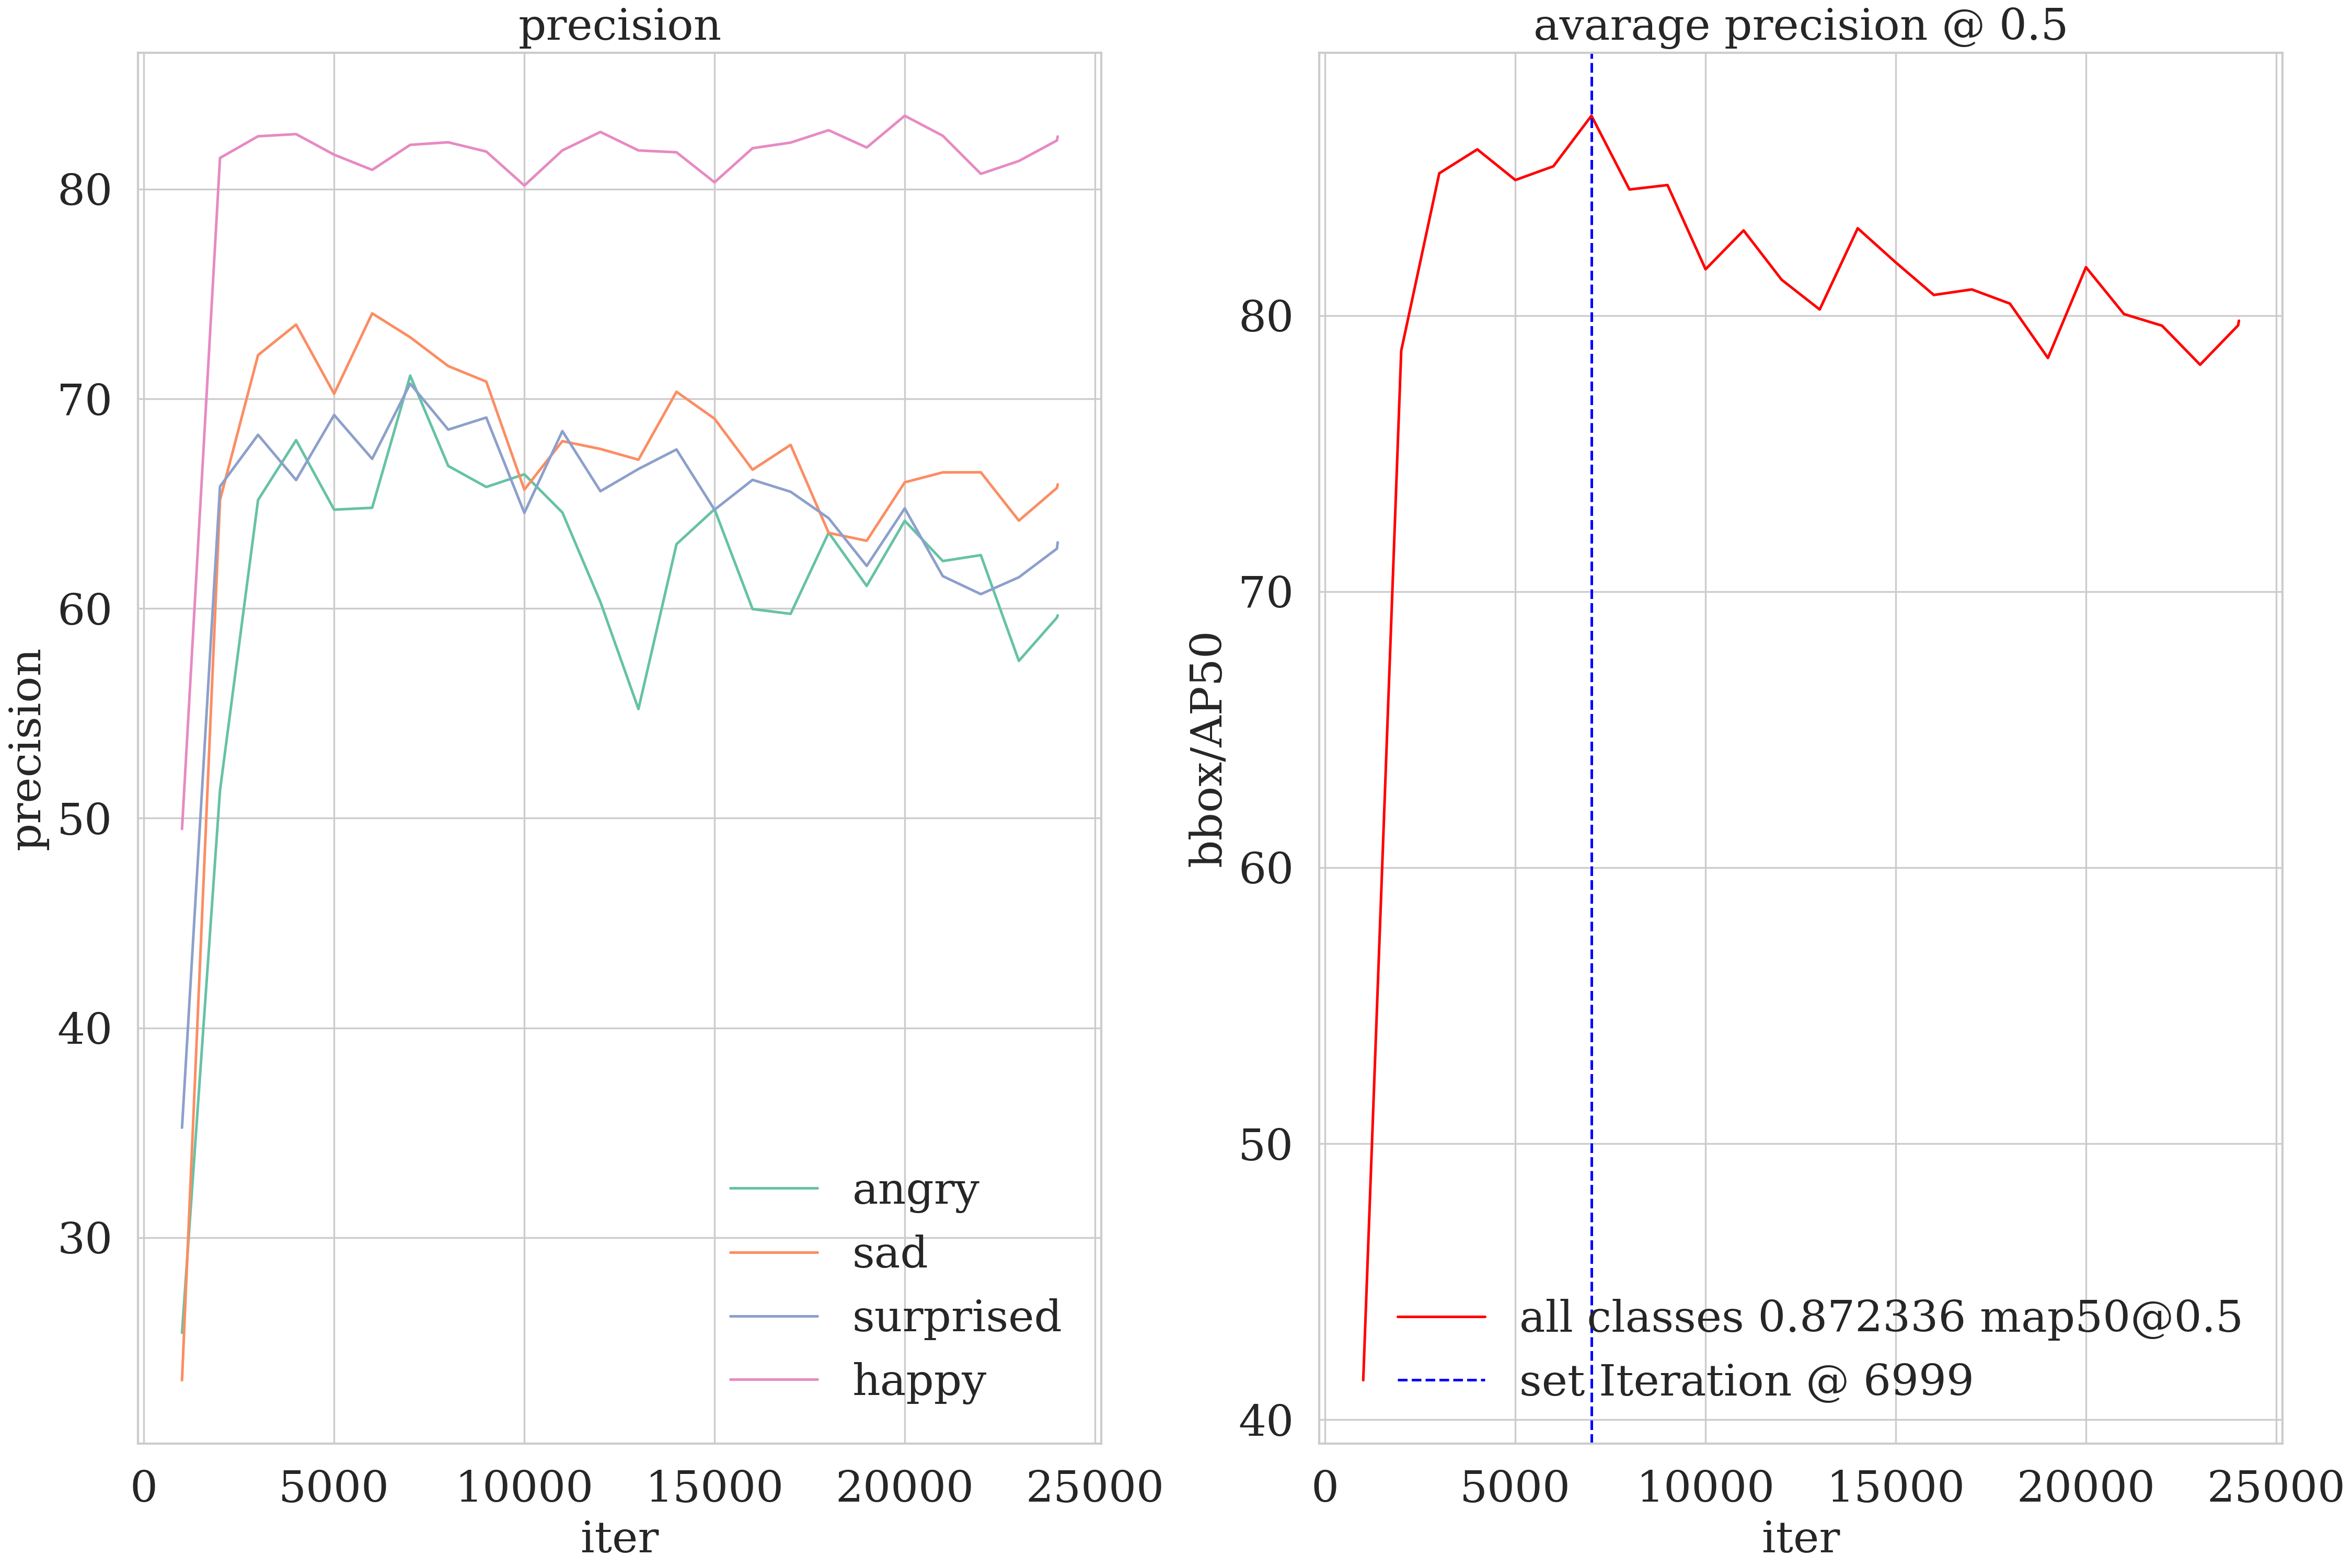 precision
80
70
60
50
40
30
precision
angry
sad
surprised
happy
0 5000 10000 15000 20000 25000
iter
avarage precision @ 0.5
80
70
60
50
40
bbox/AP50
all classes 0.872336 map50@0.5
set Iteration @ 6999
0 5000 10000 15000 20000 25000
iter